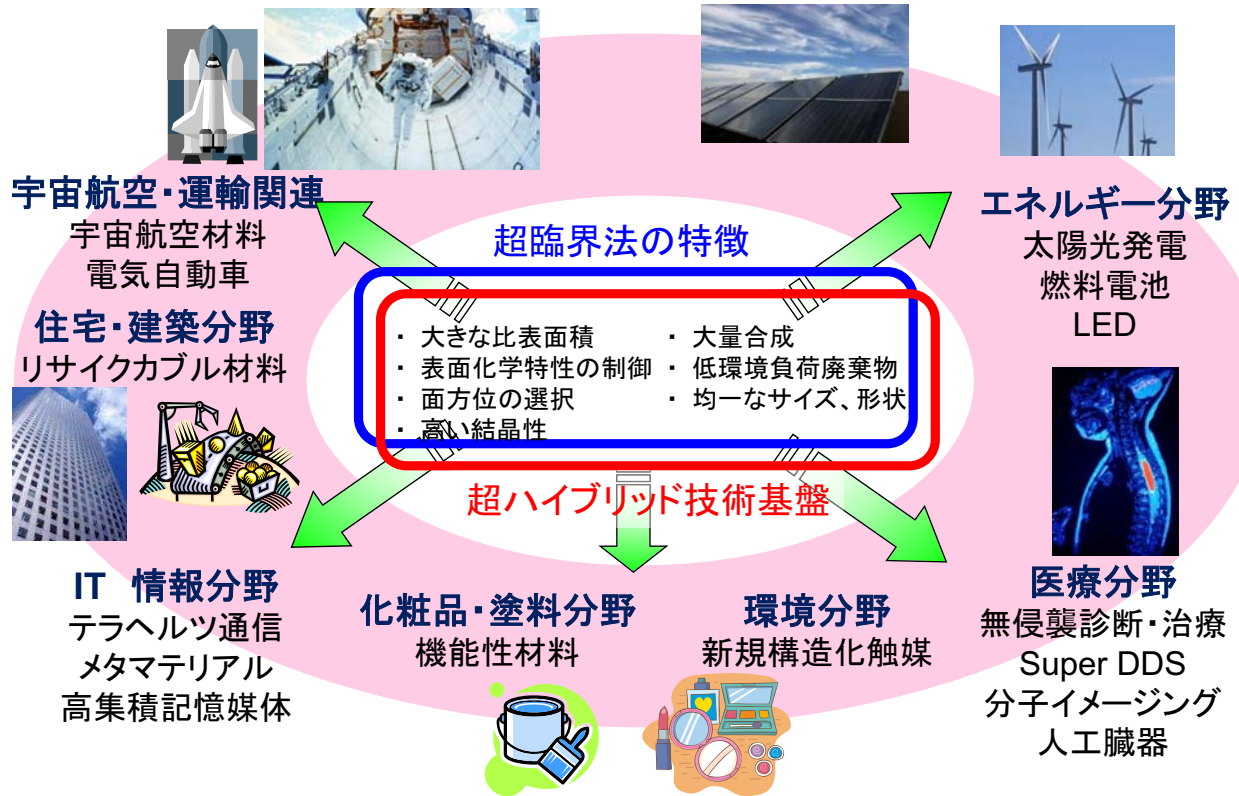 宇宙航空・運輸関連
宇宙航空材料
電気自動車
住宅・建築分野
リサイクカブル材料
エネルギー分野
太陽光発電
燃料電池
LED
超臨界法の特徴
・ 大きな比表面積
・ 表面化学特性の制御
・ 面方位の選択
・ 高い結晶性
・ 大量合成
・ 低環境負荷廃棄物
・ 均一なサイズ、形状
超ハイブリッド技術基盤
IT 情報分野
テラヘルツ通信
メタマテリアル
高集積記憶媒体
化粧品・塗料分野
機能性材料
環境分野
新規構造化触媒
医療分野
無侵襲診断・治療
Super DDS
分子イメージング
人工臓器